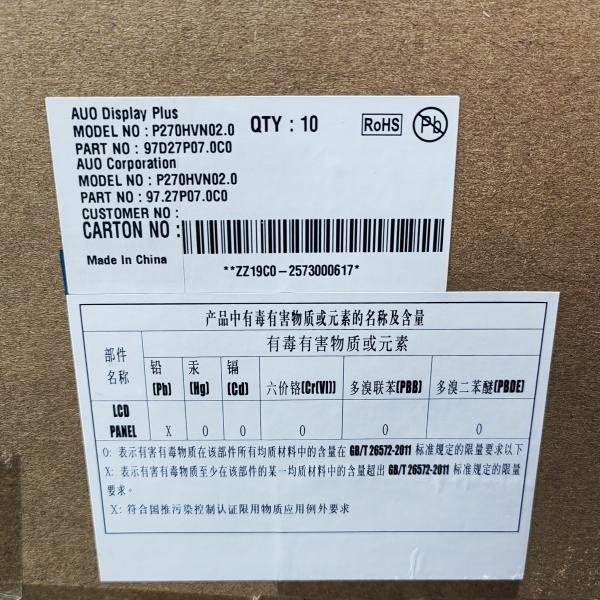 AUO Display Plus
MODEL NO : P270HVN02.0
QTY : 10
RoHS
Pb
PART NO : 97D27P07.0C0
AUO Corporation
MODEL NO : P270HVN02.0
PART NO : 97.27P07.0C0
CUSTOMER NO :
CARTON NO :
Made In China
**ZZ19C0-2573000617*
产品中有毒有害物质或元素的名称及含量
部件名称
有毒有害物质或元素
铅(Pb) 汞(Hg) 镉(Cd) 六价铬(Cr(VI)) 多溴联苯(PBB) 多溴二苯醚(PBDE)
LCD PANEL X 0 0 0 0 0
0: 表示有害有毒物质在该部件所有均质材料中的含量在 GB/T 26572-2011 标准规定的限量要求以下
X: 表示有害有毒物质至少在该部件的某一均质材料中的含量超出 GB/T 26572-2011 标准规定的限量
要求。
X: 符合国推污染控制认证限用物质应用例外要求